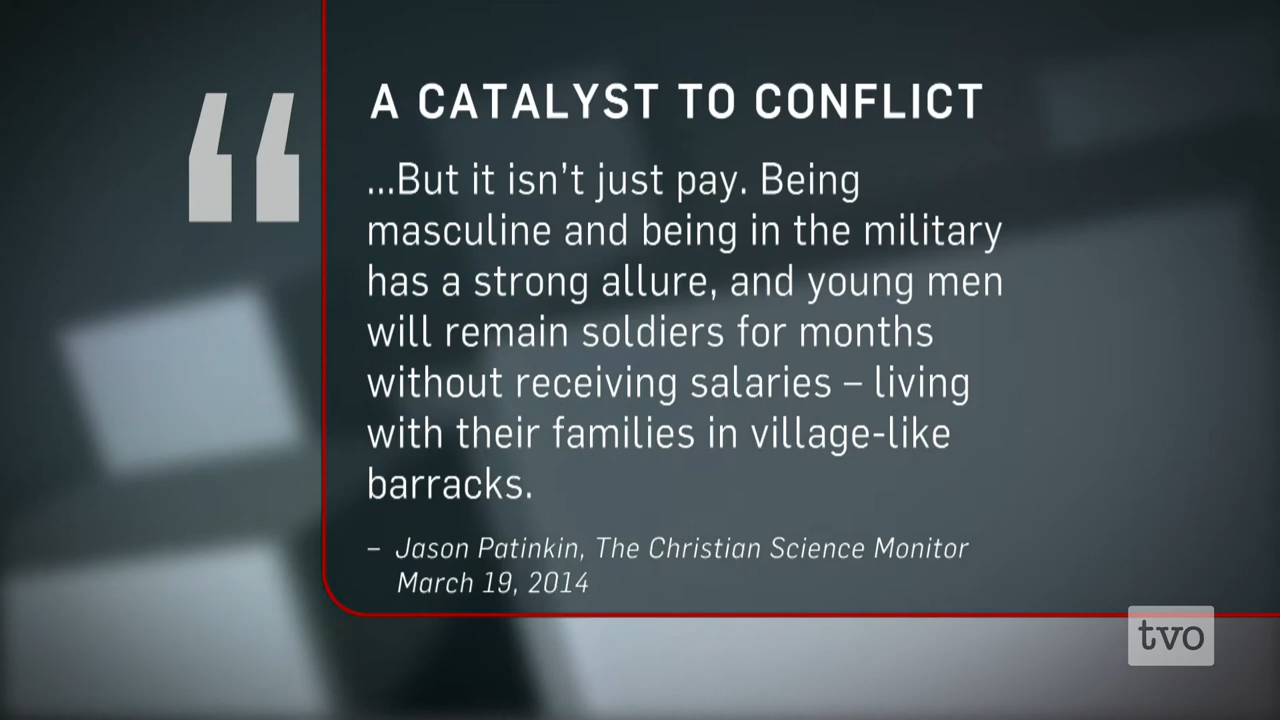 “
A CATALYST TO CONFLICT
...But it isn't just pay. Being
masculine and being in the military
has a strong allure, and young men
will remain soldiers for months
without receiving salaries – living
with their families in village-like
barracks.
– Jason Patinkin, The Christian Science Monitor
March 19, 2014
tvo